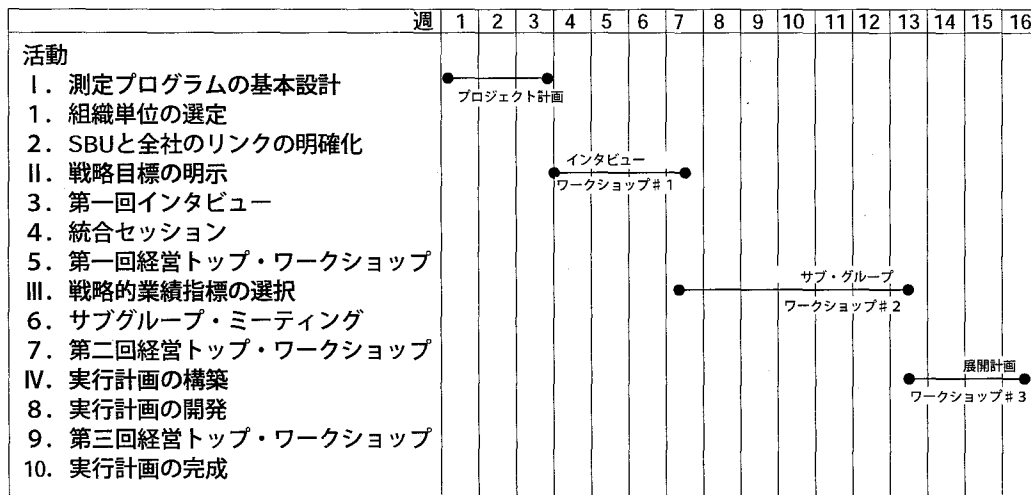 週 1 2 3 4 5 6 7 8 9 10 11 12 13 14 15 16
活動
Ⅰ. 測定プログラムの基本設計
プロジェクト計画
1. 組織単位の選定
2. SBUと全社のリンクの明確化
インタビュー
Ⅱ. 戦略目標の明示
ワークショップ#1
3. 第一回インタビュー
4. 統合セッション
5. 第一回経営トップ・ワークショップ
サブ・グループ
Ⅲ. 戦略的業績指標の選択
ワークショップ#2
6. サブグループ・ミーティング
7. 第二回経営トップ・ワークショップ
展開計画
Ⅳ. 実行計画の構築
ワークショップ#3
8. 実行計画の開発
9. 第三回経営トップ・ワークショップ
10. 実行計画の完成